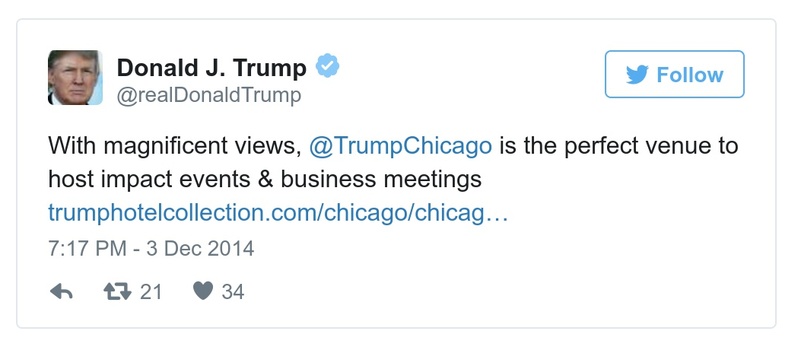 Donald J. Trump
@realDonaldTrump
Follow
With magnificent views, @TrumpChicago is the perfect venue to
host impact events & business meetings
trumphotelcollection.com/chicago/chicag…
7:17 PM - 3 Dec 2014
21 34